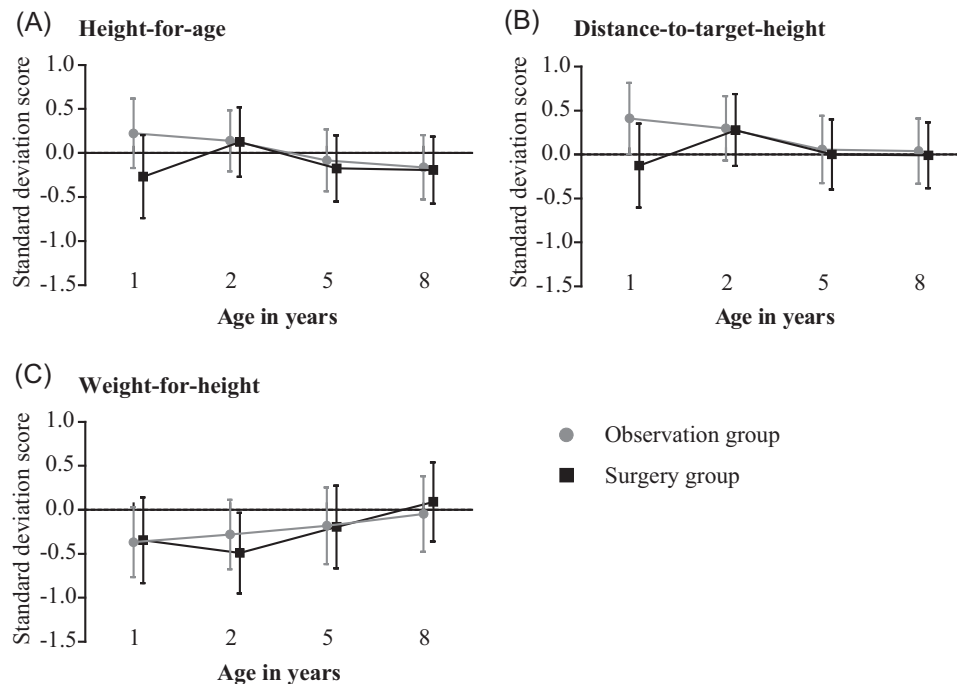 (A) Height-for-age
Standard deviation score
1.0
0.5
0.0
-0.5
-1.0
-1.5
1 2 5 8
Age in years
(B) Distance-to-target-height
Standard deviation score
1.0
0.5
0.0
-0.5
-1.0
-1.5
1 2 5 8
Age in years
(C) Weight-for-height
Standard deviation score
1.0
0.5
0.0
-0.5
-1.0
-1.5
1 2 5 8
Age in years
Observation group
Surgery group